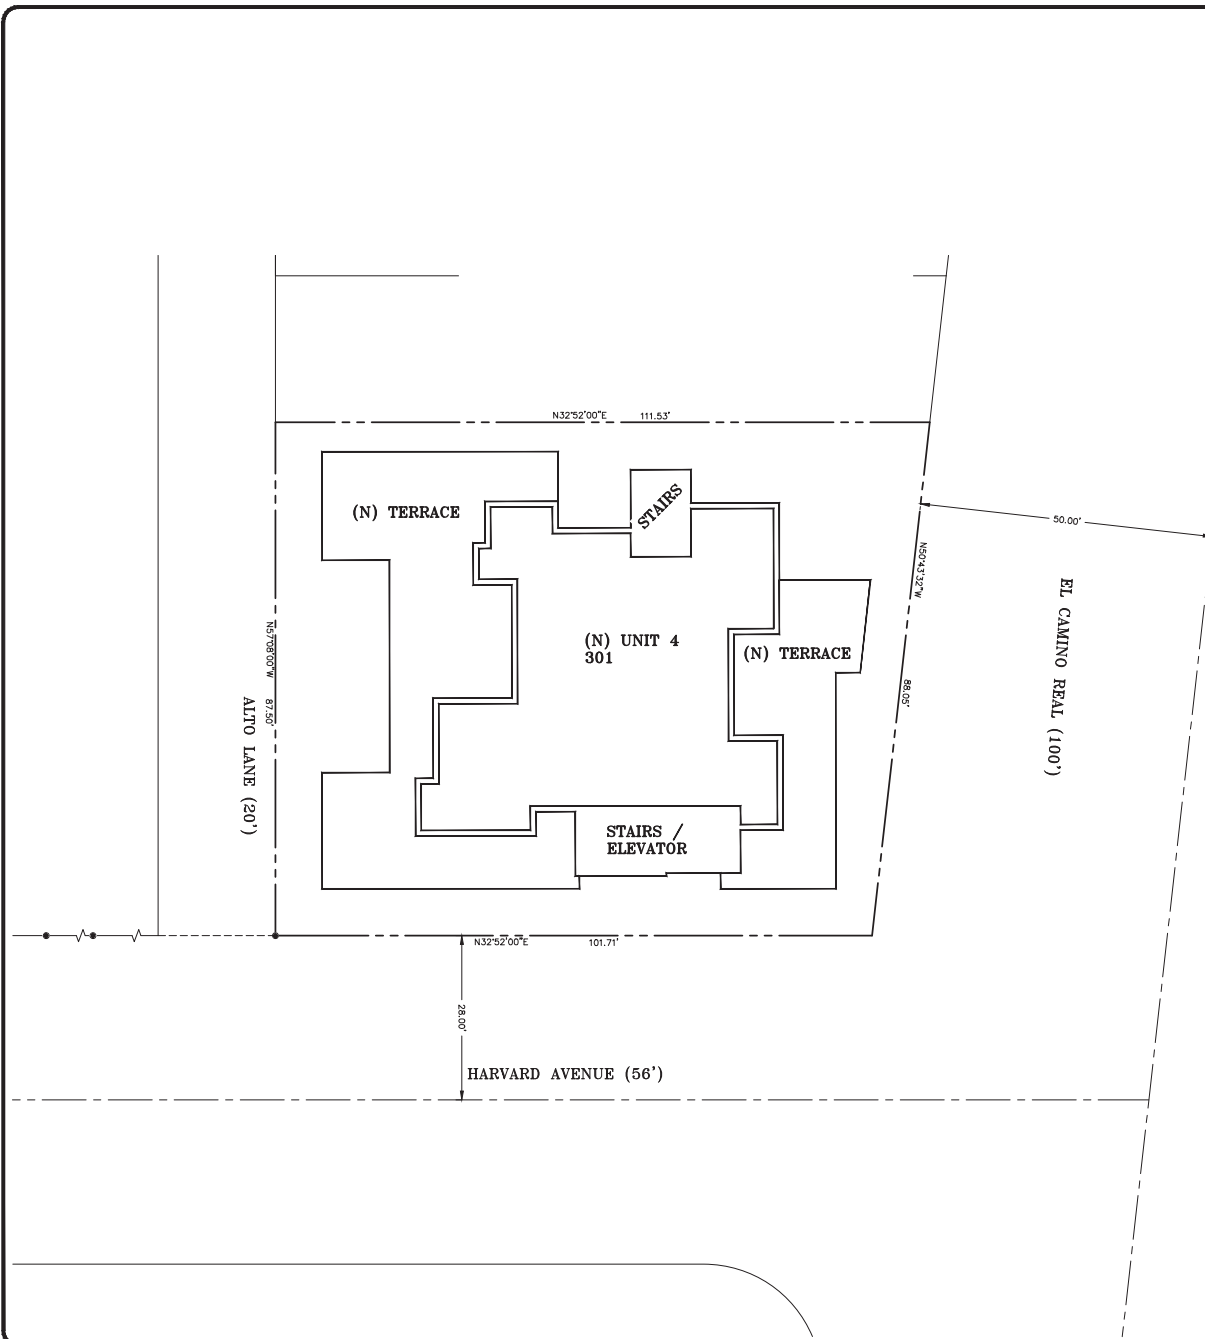 N32°52'00"E 111.53'
STAIRS
(N) TERRACE
50.00'
N50°43'32"W
88.05'
EL CAMINO REAL (100')
(N) UNIT 4
301
(N) TERRACE
N57°08'00"W 87.50'
ALTO LANE (20')
STAIRS /
ELEVATOR
N32°52'00"E 101.71'
28.00'
HARVARD AVENUE (56')